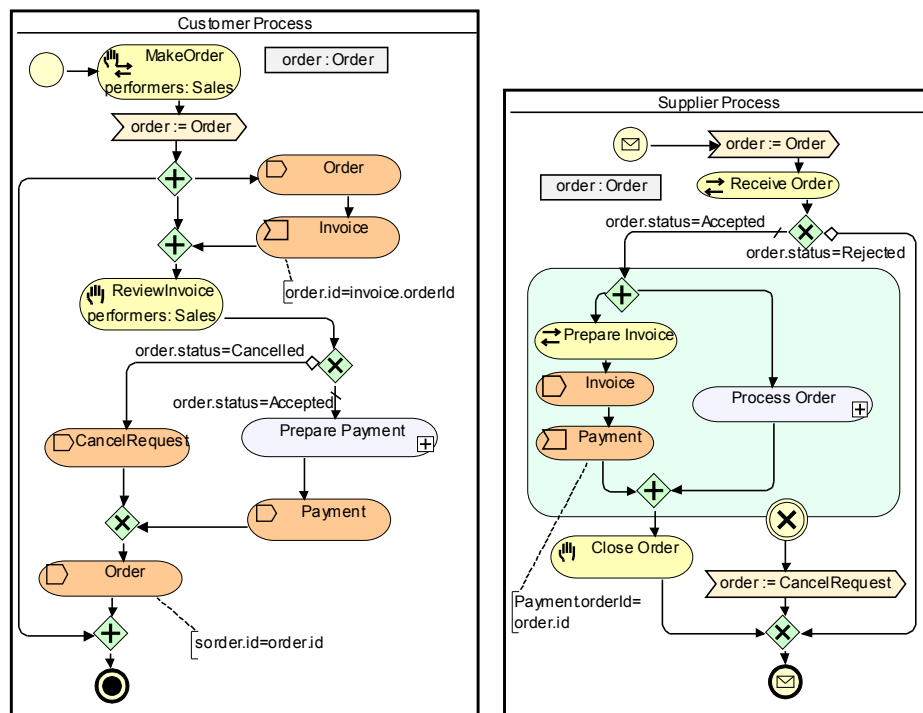 Customer Process
MakeOrder
performers: Sales
order : Order
order := Order
Order
Invoice
order.id=invoice.orderId
ReviewInvoice
performers: Sales
order.status=Cancelled
order.status=Accepted
CancelRequest
Prepare Payment
Payment
Order
sorder.id=order.id
Supplier Process
order := Order
order : Order
Receive Order
order.status=Accepted
order.status=Rejected
Prepare Invoice
Invoice
Process Order
Payment
Close Order
order := CancelRequest
Payment.orderId=
order.id